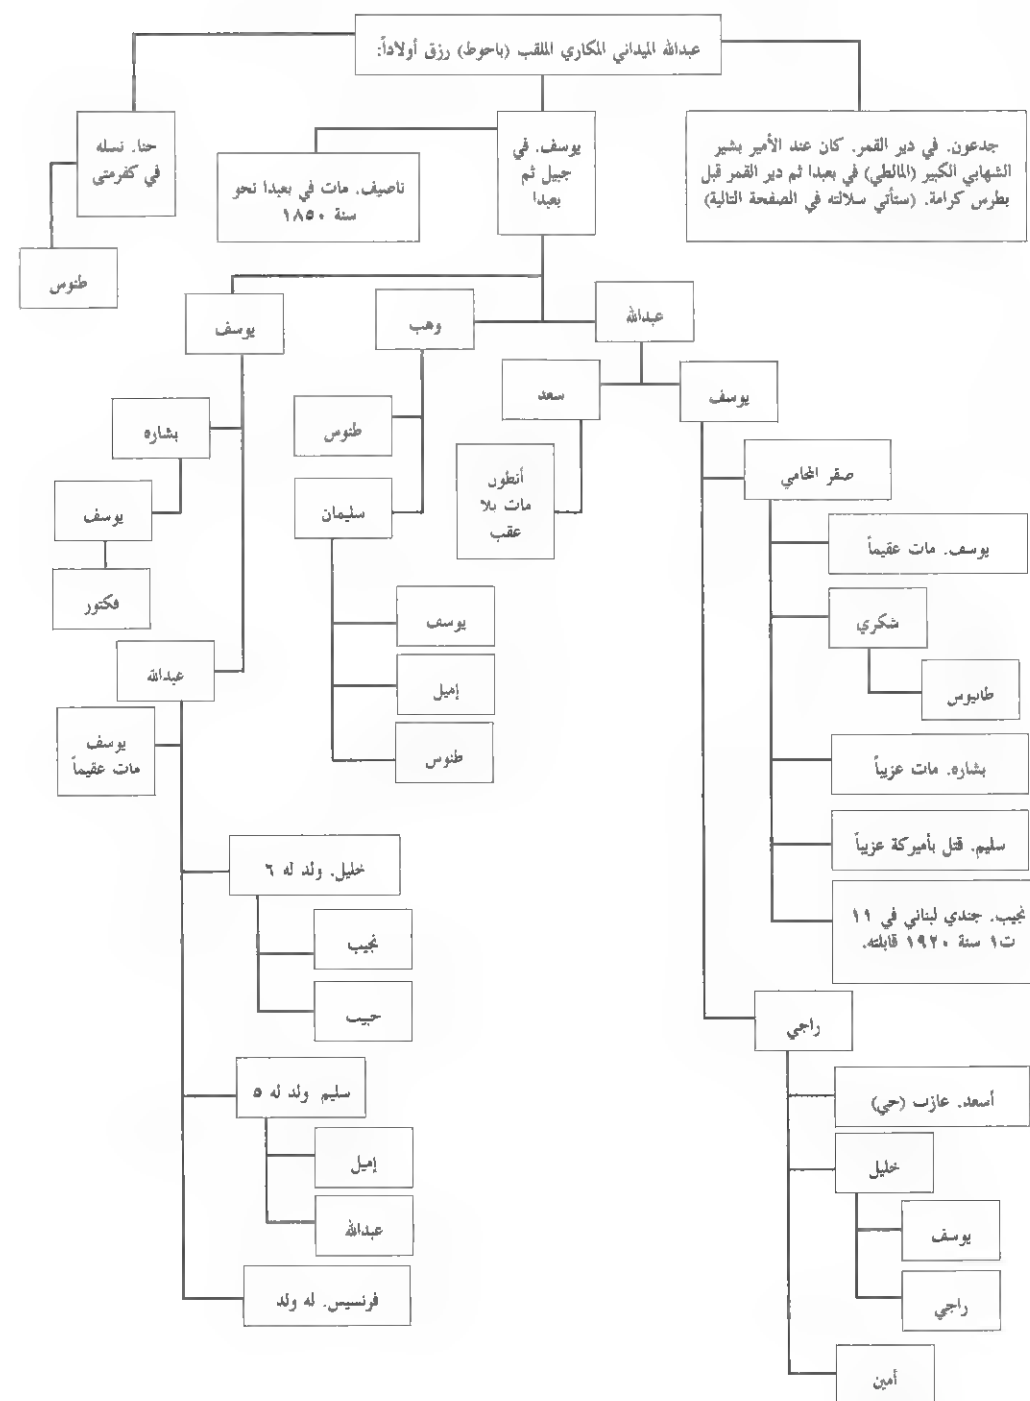 عبدالله الميداني المكاري الملقب (باحوط) رزق أولاداً:
جدعون. في دير القمر. كان عند الأمير بشير
الشهابي الكبير (المالطي) في بعبدا ثم دير القمر قبل
بطرس كرامة. (ستأتي سلالته في الصفحة التالية)
يوسف. في
جبيل ثم
بعبدا
ناصيف. مات في بعبدا نحو
سنة ١٨٥٠
حنا. نسله
في كفرمتى
طنوس
عبدالله
وهب
يوسف
يوسف
سعد
صقر المحامي
يوسف. مات عقيماً
شكري
طانيوس
بشاره. مات عزيباً
سليم. قتل بأميركة عزيباً
نجيب. جندي لبناني في ١١
ت١ سنة ١٩٢٠ قابلته.
راجي
أسعد. عازب (حي)
خليل
يوسف
راجي
أمين
أنطون
مات بلا
عقب
طنوس
سليمان
يوسف
إميل
طنوس
بشاره
يوسف
فكتور
عبدالله
يوسف
مات عقيماً
خليل. ولد له ٦
نجيب
حبيب
سليم ولد له ٥
إميل
عبدالله
فرنسيس. له ولد